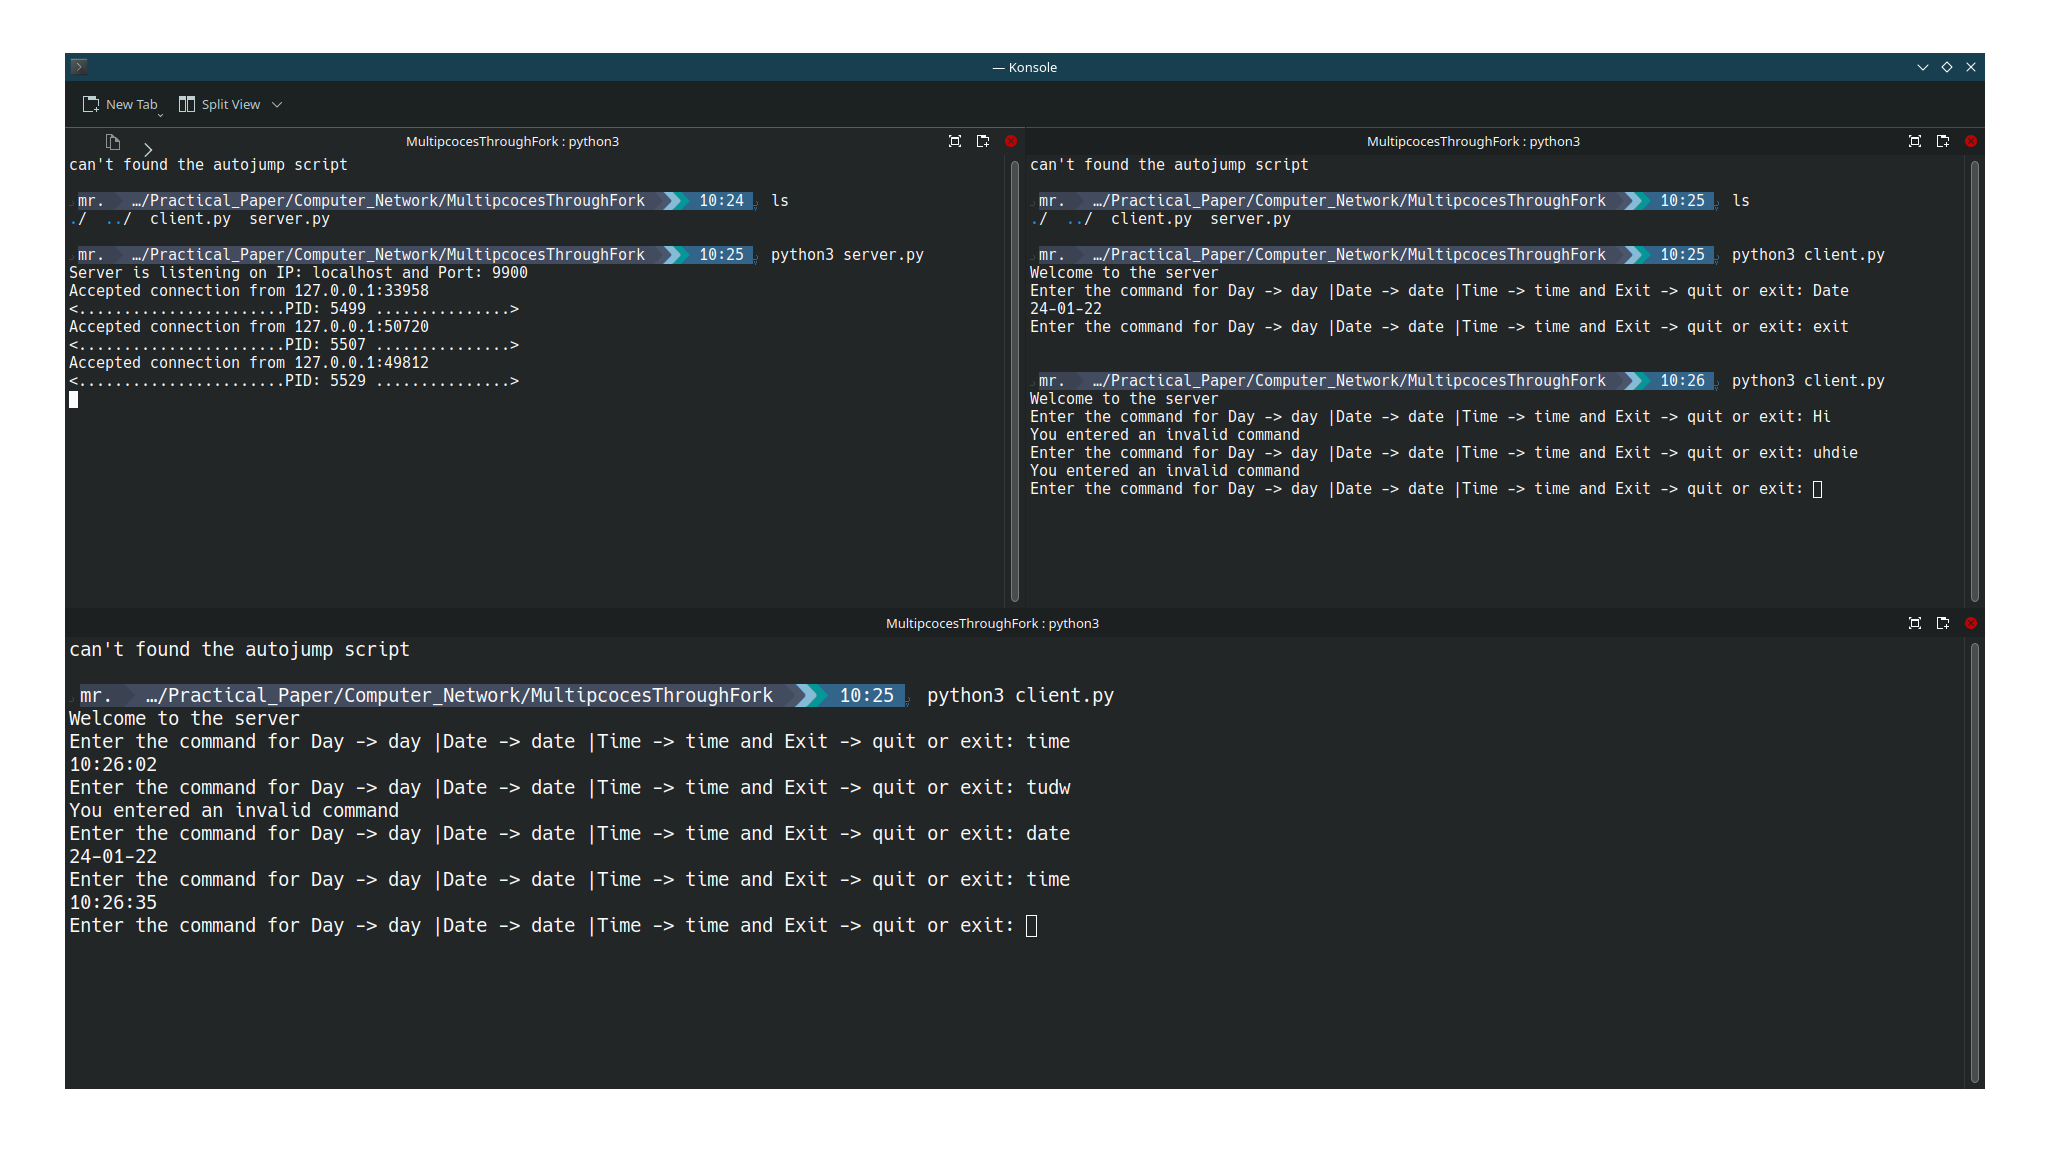 — Konsole
New Tab Split View
MultipcocesThroughFork : python3
can't found the autojump script
mr. …/Practical_Paper/Computer_Network/MultipcocesThroughFork 10:24 ls
./ ../ client.py server.py
mr. …/Practical_Paper/Computer_Network/MultipcocesThroughFork 10:25 python3 server.py
Server is listening on IP: localhost and Port: 9900
Accepted connection from 127.0.0.1:33958
<.......................PID: 5499 ...............>
Accepted connection from 127.0.0.1:50720
<.......................PID: 5507 ...............>
Accepted connection from 127.0.0.1:49812
<.......................PID: 5529 ...............>
MultipcocesThroughFork : python3
can't found the autojump script
mr. …/Practical_Paper/Computer_Network/MultipcocesThroughFork 10:25 ls
./ ../ client.py server.py
mr. …/Practical_Paper/Computer_Network/MultipcocesThroughFork 10:25 python3 client.py
Welcome to the server
Enter the command for Day -> day |Date -> date |Time -> time and Exit -> quit or exit: Date
24-01-22
Enter the command for Day -> day |Date -> date |Time -> time and Exit -> quit or exit: exit
mr. …/Practical_Paper/Computer_Network/MultipcocesThroughFork 10:26 python3 client.py
Welcome to the server
Enter the command for Day -> day |Date -> date |Time -> time and Exit -> quit or exit: Hi
You entered an invalid command
Enter the command for Day -> day |Date -> date |Time -> time and Exit -> quit or exit: uhdie
You entered an invalid command
Enter the command for Day -> day |Date -> date |Time -> time and Exit -> quit or exit:
MultipcocesThroughFork : python3
can't found the autojump script
mr. …/Practical_Paper/Computer_Network/MultipcocesThroughFork 10:25 python3 client.py
Welcome to the server
Enter the command for Day -> day |Date -> date |Time -> time and Exit -> quit or exit: time
10:26:02
Enter the command for Day -> day |Date -> date |Time -> time and Exit -> quit or exit: tudw
You entered an invalid command
Enter the command for Day -> day |Date -> date |Time -> time and Exit -> quit or exit: date
24-01-22
Enter the command for Day -> day |Date -> date |Time -> time and Exit -> quit or exit: time
10:26:35
Enter the command for Day -> day |Date -> date |Time -> time and Exit -> quit or exit: